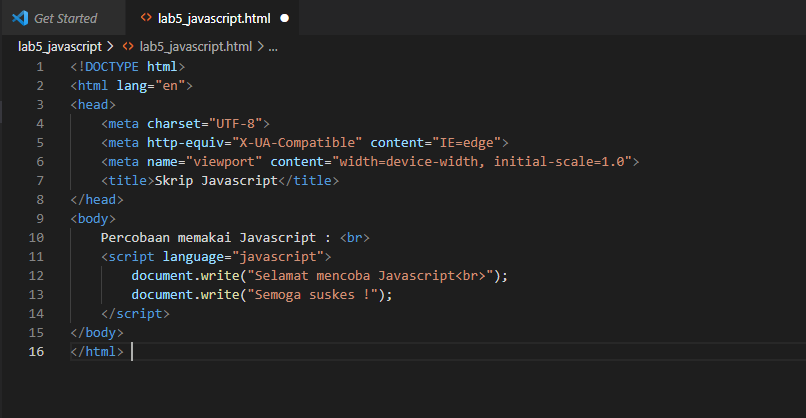 Get Started lab5_javascript.html
lab5_javascript > lab5_javascript.html > ...
1 <!DOCTYPE html>
2 <html lang="en">
3 <head>
4 <meta charset="UTF-8">
5 <meta http-equiv="X-UA-Compatible" content="IE=edge">
6 <meta name="viewport" content="width=device-width, initial-scale=1.0">
7 <title>Skrip Javascript</title>
8 </head>
9 <body>
10 Percobaan memakai Javascript : <br>
11 <script language="javascript">
12 document.write("Selamat mencoba Javascript<br>");
13 document.write("Semoga suskes !");
14 </script>
15 </body>
16 </html>